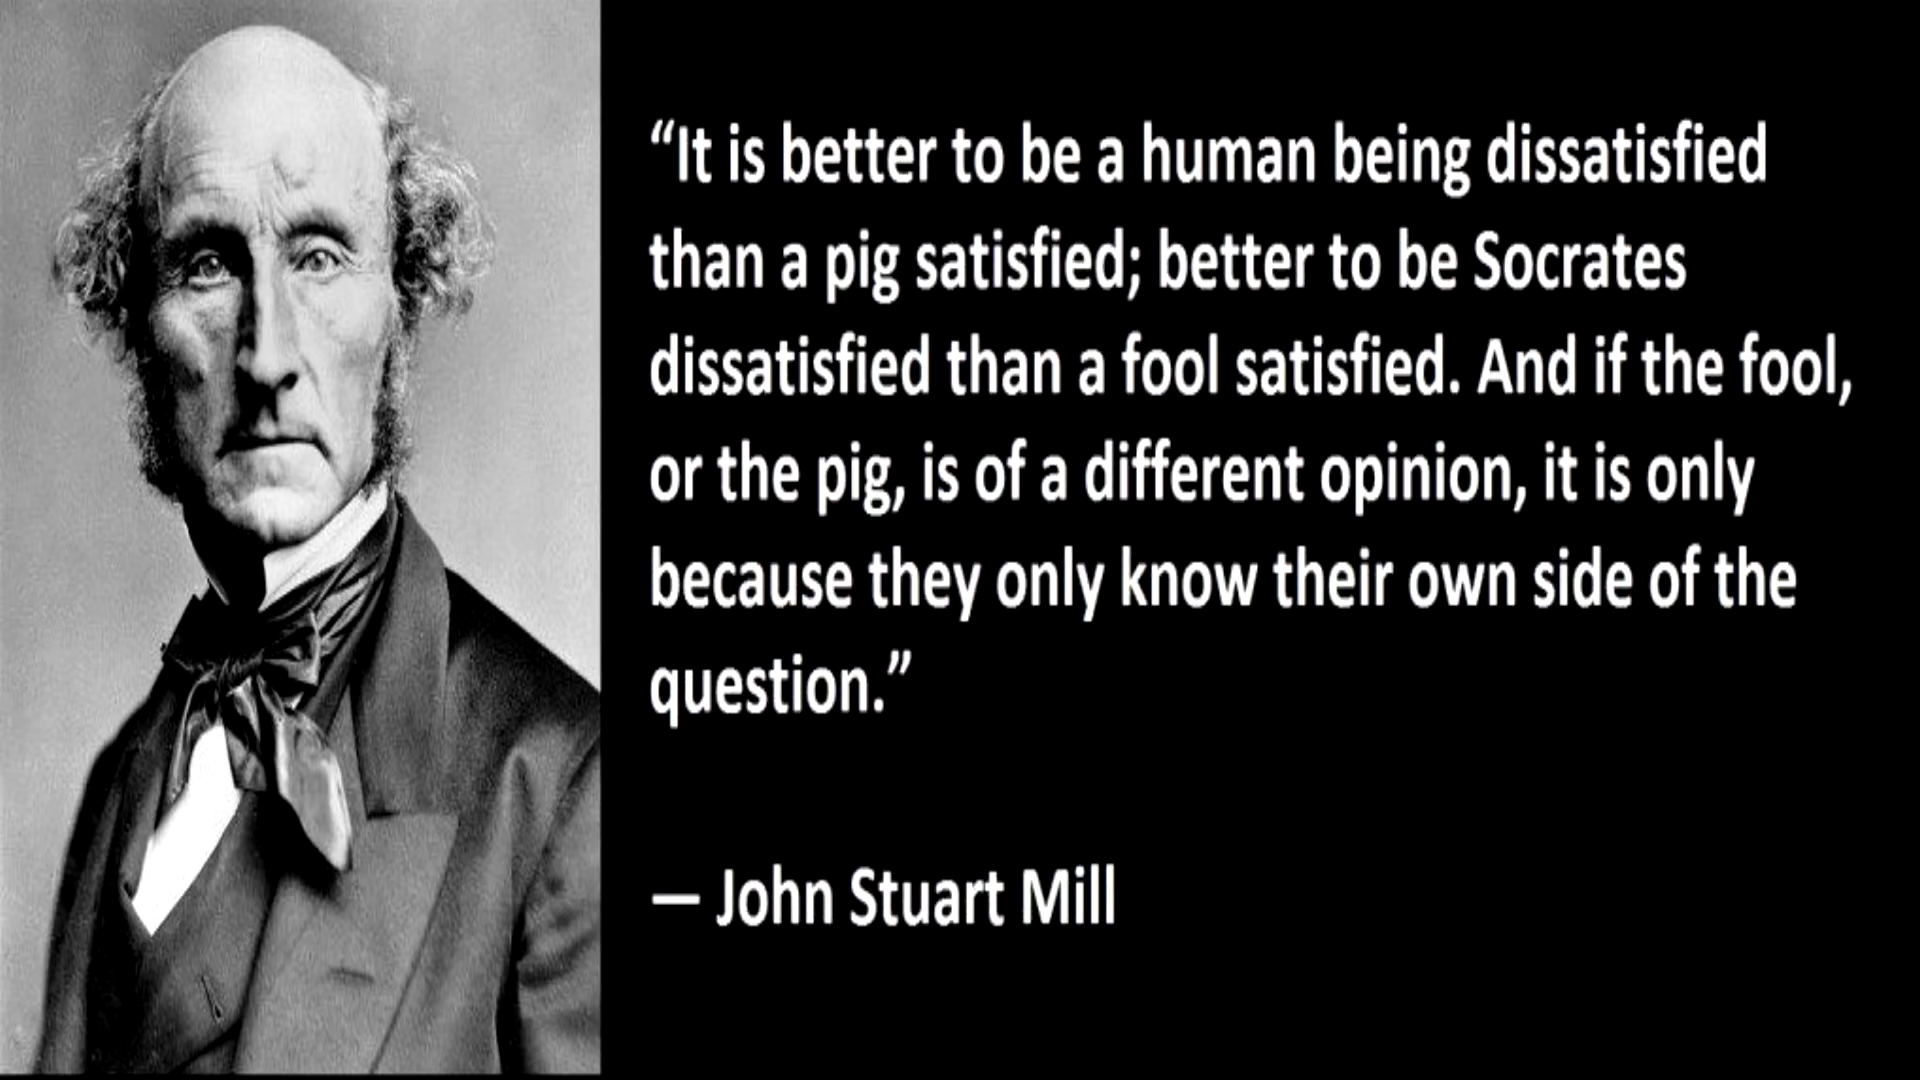 “It is better to be a human being dissatisfied
than a pig satisfied; better to be Socrates
dissatisfied than a fool satisfied. And if the fool,
or the pig, is of a different opinion, it is only
because they only know their own side of the
question.”
— John Stuart Mill